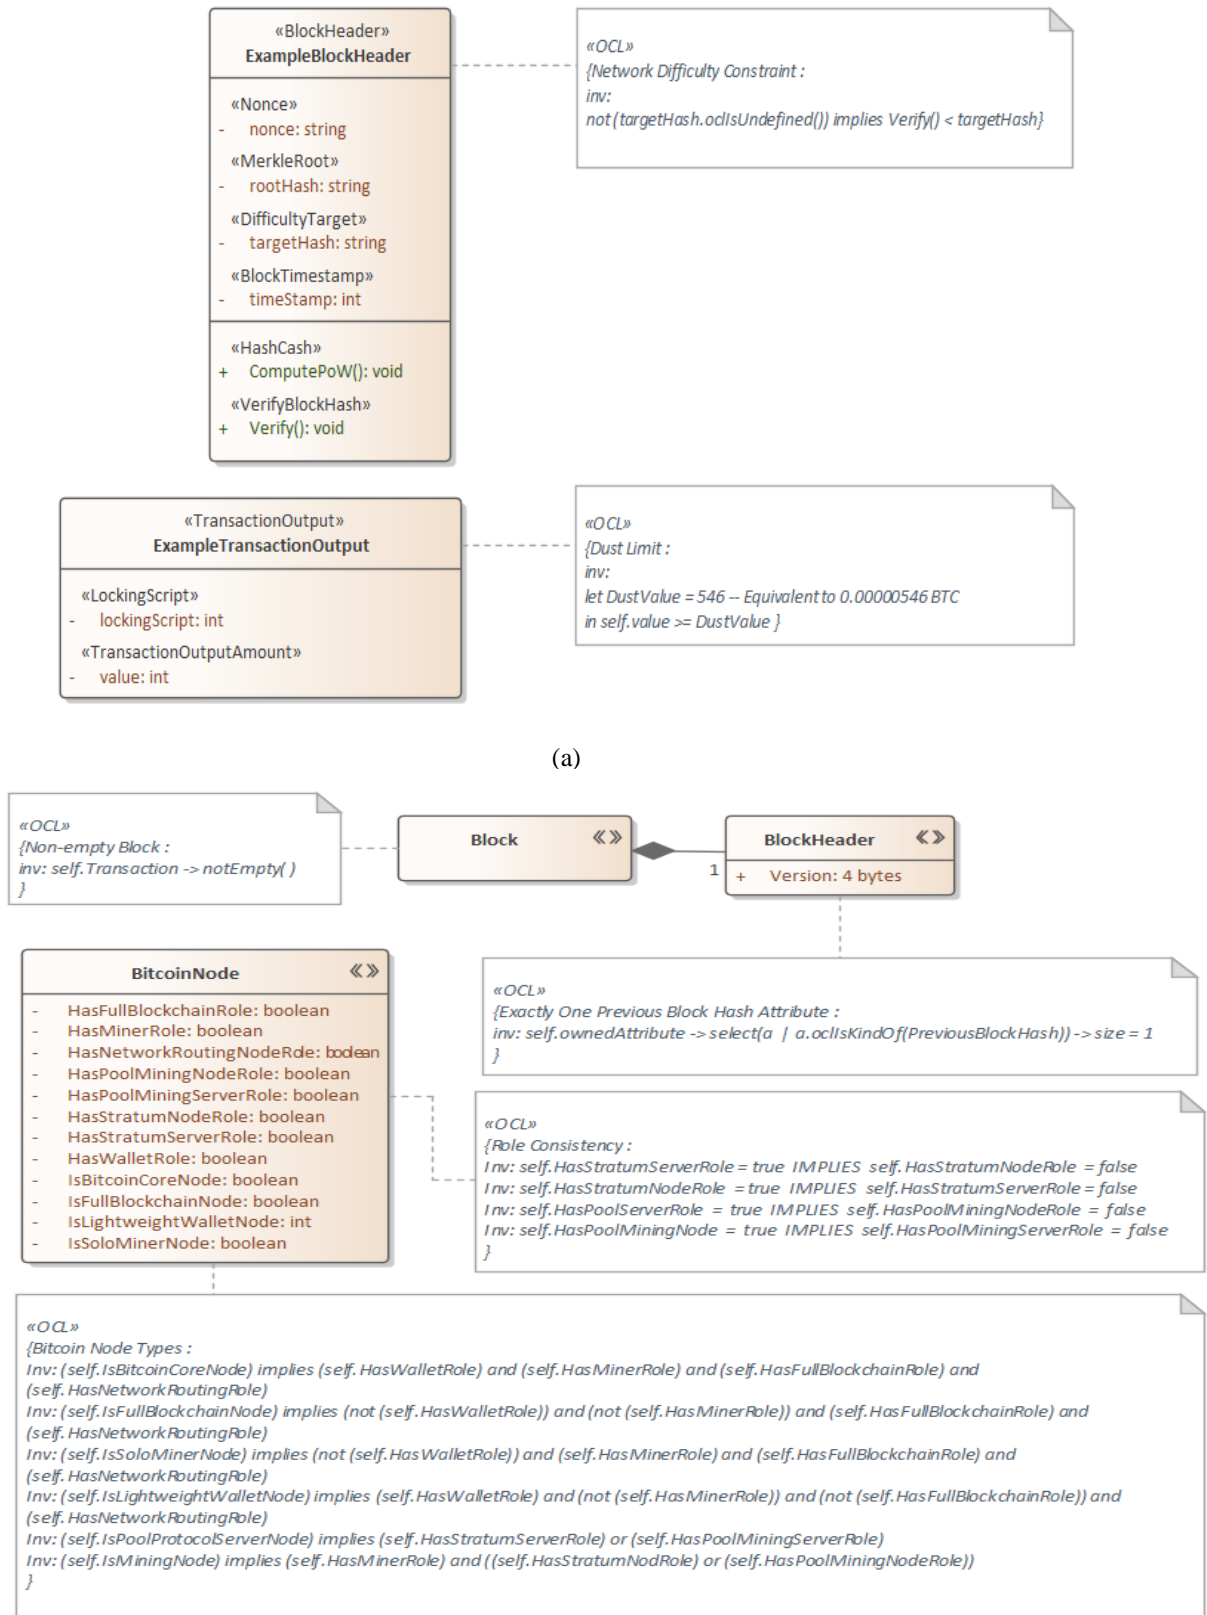 «BlockHeader»
ExampleBlockHeader
«Nonce»
- nonce: string
«MerkleRoot»
- rootHash: string
«DifficultyTarget»
- targetHash: string
«BlockTimestamp»
- timeStamp: int
«HashCash»
+ ComputePoW(): void
«VerifyBlockHash»
+ Verify(): void
«OCL»
{Network Difficulty Constraint :
inv:
not (targetHash.oclIsUndefined()) implies Verify() < targetHash}
«TransactionOutput»
ExampleTransactionOutput
«LockingScript»
- lockingScript: int
«TransactionOutputAmount»
- value: int
«OCL»
{Dust Limit :
inv:
let DustValue = 546 -- Equivalent to 0.00000546 BTC
in self.value >= DustValue }
(a)
«OCL»
{Non-empty Block :
inv: self.Transaction -> notEmpty( )
}
Block «»
BlockHeader «»
1
+ Version: 4 bytes
BitcoinNode «»
- HasFullBlockchainRole: boolean
- HasMinerRole: boolean
- HasNetworkRoutingNodeRole: boolean
- HasPoolMiningNodeRole: boolean
- HasPoolMiningServerRole: boolean
- HasStratumNodeRole: boolean
- HasStratumServerRole: boolean
- HasWalletRole: boolean
- IsBitcoinCoreNode: boolean
- IsFullBlockchainNode: boolean
- IsLightweightWalletNode: int
- IsSoloMinerNode: boolean
«OCL»
{Exactly One Previous Block Hash Attribute :
inv: self.ownedAttribute -> select(a | a.oclIsKindOf(PreviousBlockHash)) -> size = 1
}
«OCL»
{Role Consistency :
Inv: self.HasStratumServerRole = true IMPLIES self.HasStratumNodeRole = false
Inv: self.HasStratumNodeRole = true IMPLIES self.HasStratumServerRole = false
Inv: self.HasPoolServerRole = true IMPLIES self.HasPoolMiningNodeRole = false
Inv: self.HasPoolMiningNode = true IMPLIES self.HasPoolMiningServerRole = false
}
«OCL»
{Bitcoin Node Types :
Inv: (self.IsBitcoinCoreNode) implies (self.HasWalletRole) and (self.HasMinerRole) and (self.HasFullBlockchainRole) and
(self.HasNetworkRoutingRole)
Inv: (self.IsFullBlockchainNode) implies (not (self.HasWalletRole)) and (not (self.HasMinerRole)) and (self.HasFullBlockchainRole) and
(self.HasNetworkRoutingRole)
Inv: (self.IsSoloMinerNode) implies (not (self.HasWalletRole)) and (self.HasMinerRole) and (self.HasFullBlockchainRole) and
(self.HasNetworkRoutingRole)
Inv: (self.IsLightweightWalletNode) implies (self.HasWalletRole) and (not (self.HasMinerRole)) and (not (self.HasFullBlockchainRole)) and
(self.HasNetworkRoutingRole)
Inv: (self.IsPoolProtocolServerNode) implies (self.HasStratumServerRole) or (self.HasPoolMiningServerRole)
Inv: (self.IsMiningNode) implies (self.HasMinerRole) and ((self.HasStratumNodRole) or (self.HasPoolMiningNodeRole))
}